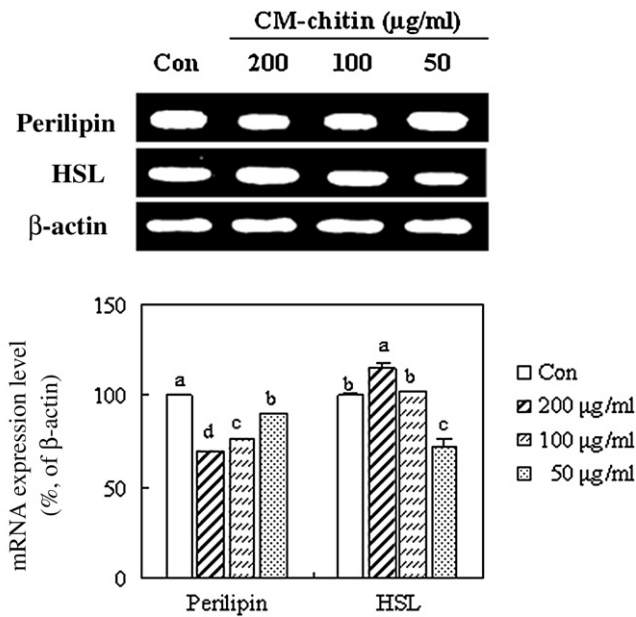 CM-chitin (µg/ml)
Con 200 100 50
Perilipin
HSL
β-actin
mRNA expression level
(%, of β-actin)
150
100
50
0
a
d
c
b
b
a
b
c
Perilipin HSL
Con
200 µg/ml
100 µg/ml
50 µg/ml